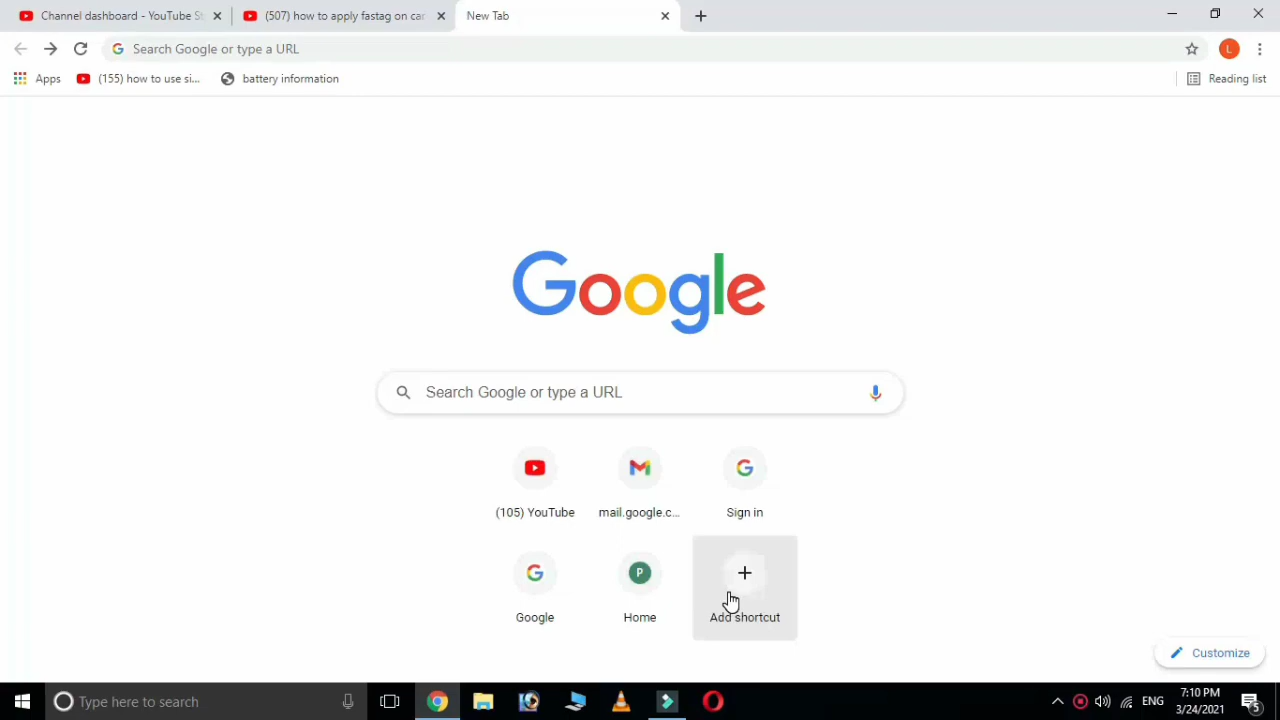 Channel dashboard - YouTube St
(507) how to apply fastag on car
New Tab
Search Google or type a URL
Apps
(155) how to use si...
battery information
Reading list
L
Google
Search Google or type a URL
(105) YouTube
mail.google.c...
Sign in
Google
P
Home
Add shortcut
Customize
Type here to search
ENG
7:10 PM
3/24/2021
5